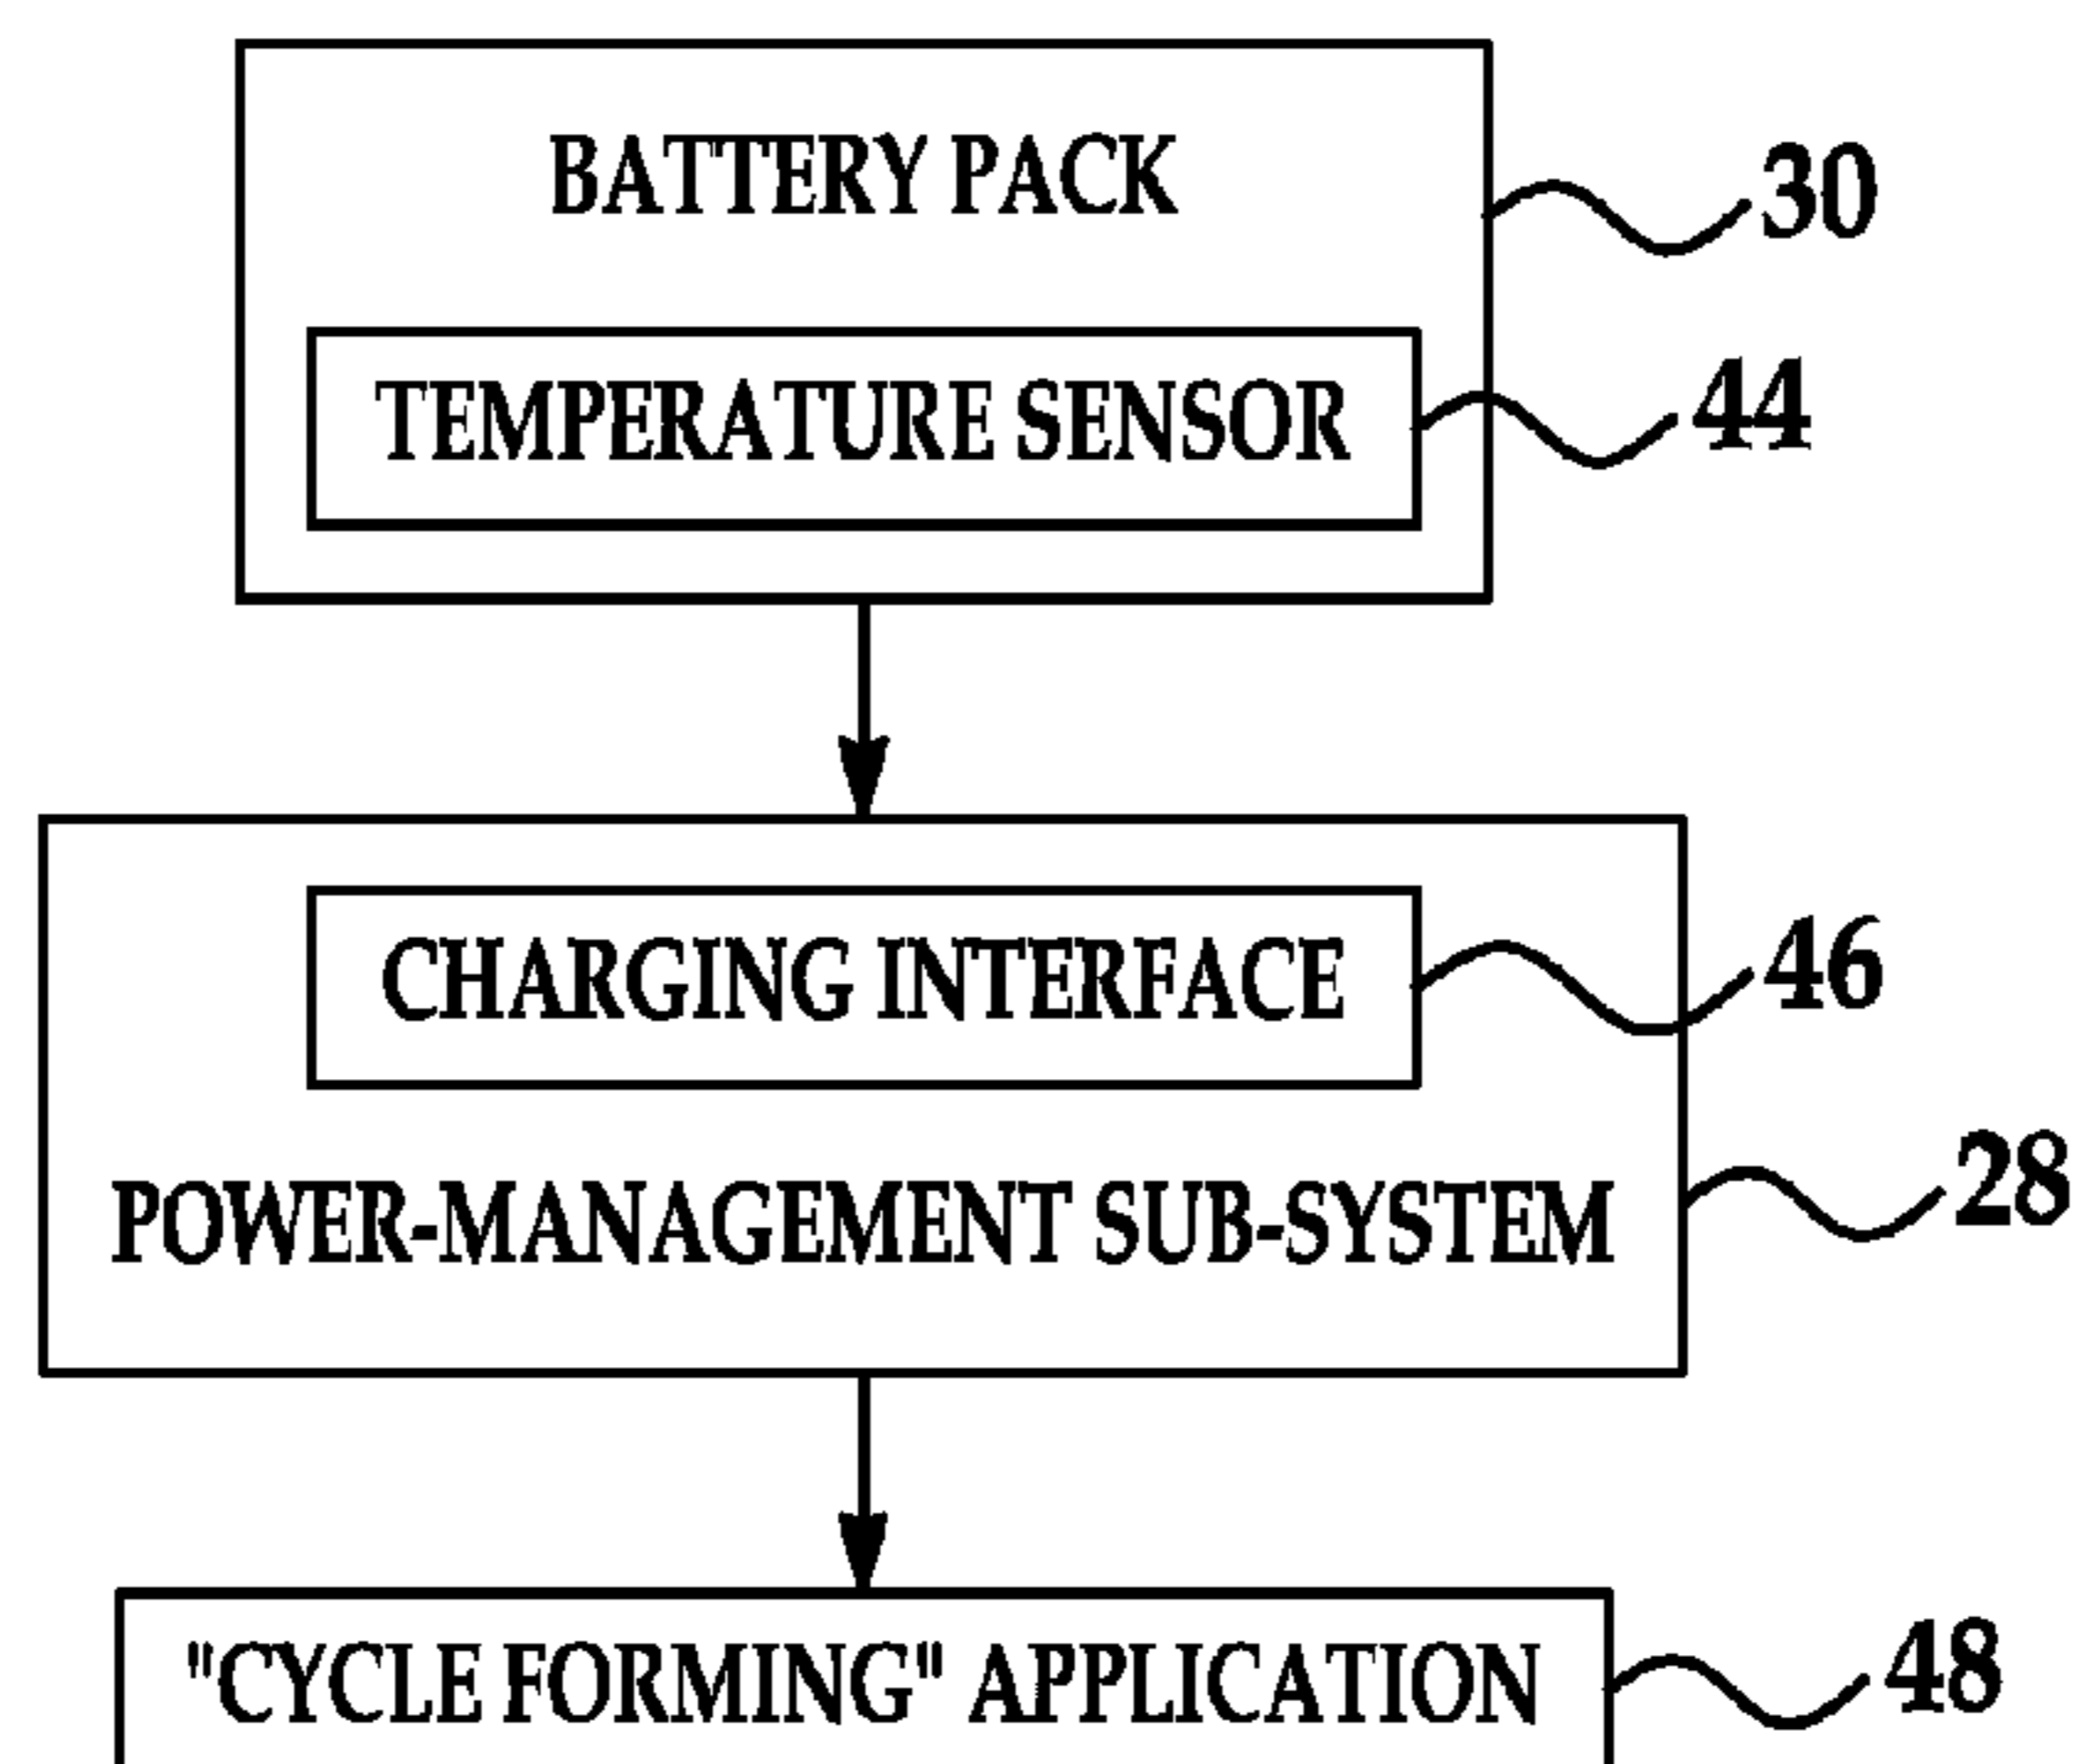 BATTERY PACK
30
TEMPERATURE SENSOR
44
CHARGING INTERFACE
46
POWER-MANAGEMENT SUB-SYSTEM
28
"CYCLE FORMING" APPLICATION
48